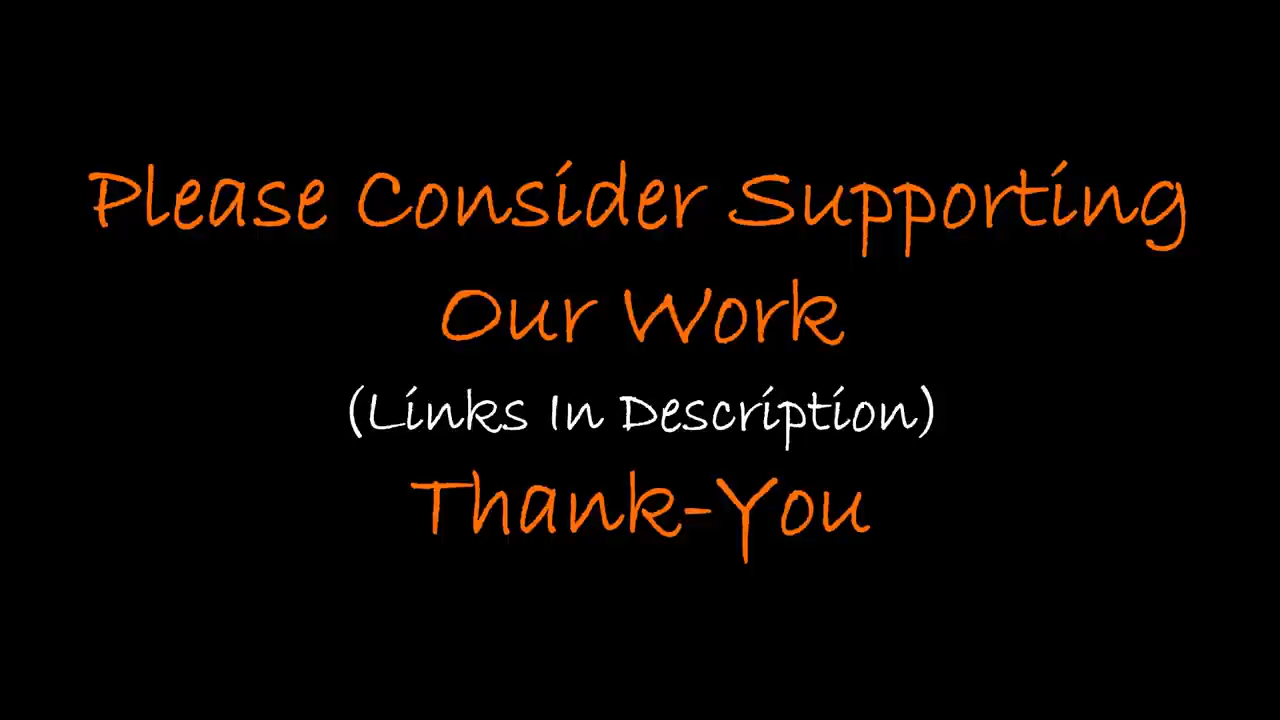 Please Consider Supporting
Our Work
(Links In Description)
Thank-You